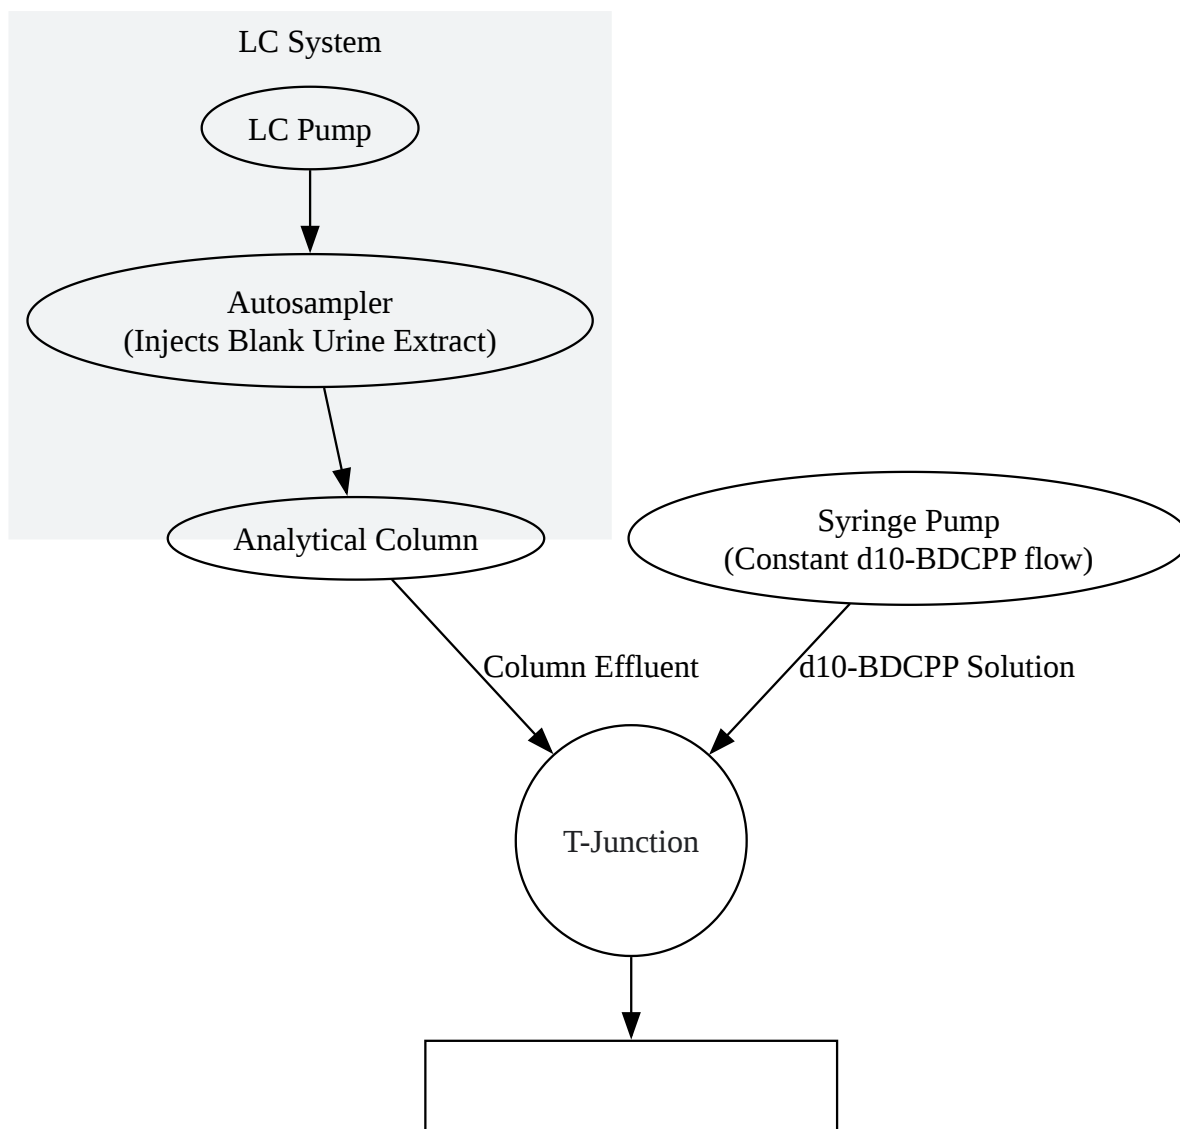 LC System
LC Pump
Autosampler
(Injects Blank Urine Extract)
Analytical Column
Syringe Pump
(Constant d10-BDCPP flow)
Column Effluent
d10-BDCPP Solution
T-Junction